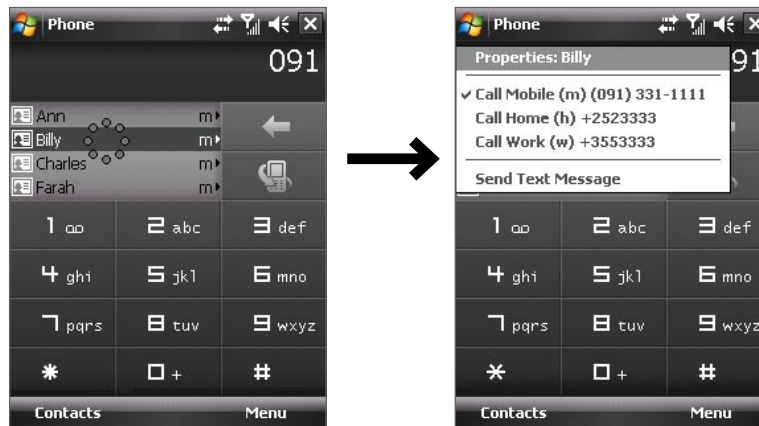 Phone
091
Ann m
Billy m
Charles m
Farah m
1
2 abc
3 def
4 ghi
5 jkl
6 mno
7 pqrs
8 tuv
9 wxyz
*
0 +
#
Contacts Menu
Phone
91
Properties: Billy
Call Mobile (m) (091) 331-1111
Call Home (h) +2523333
Call Work (w) +3553333
Send Text Message
1
2 abc
3 def
4 ghi
5 jkl
6 mno
7 pqrs
8 tuv
9 wxyz
*
0 +
#
Contacts Menu